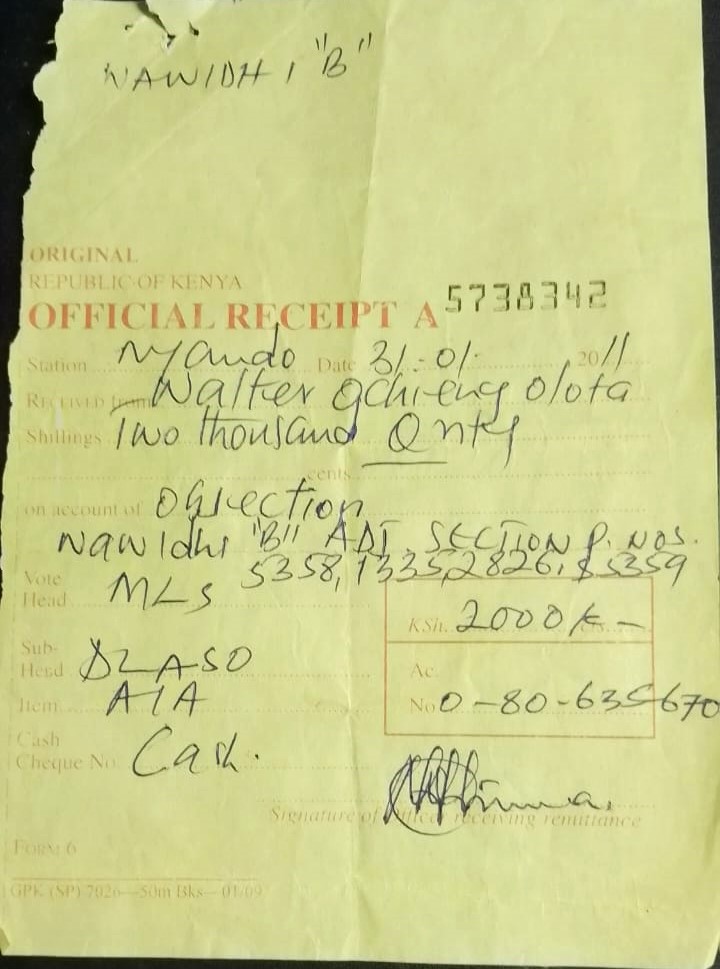 NAWIDHI "B"
ORIGINAL
REPUBLIC OF KENYA
OFFICIAL RECEIPT A 5738342
Station Nyando Date 31-01- 2011
RECEIVED from Walter Ochieng Olota
Shillings Two thousand Only
cents
on account of Objection
Nawidhi "B" ADJ. SECTION P. NOS.
5358, 1335, 2826, & 5359
Vote Head MLs
KSh. 2000/= Cts.
Sub-Head DLASO
Ac.
No 0-80-635670
Item AIA
Cash
Cheque No Cash.
Signature of Officer receiving remittance
FORM 6
GPK (SP) 7026—50m Bks—01/09